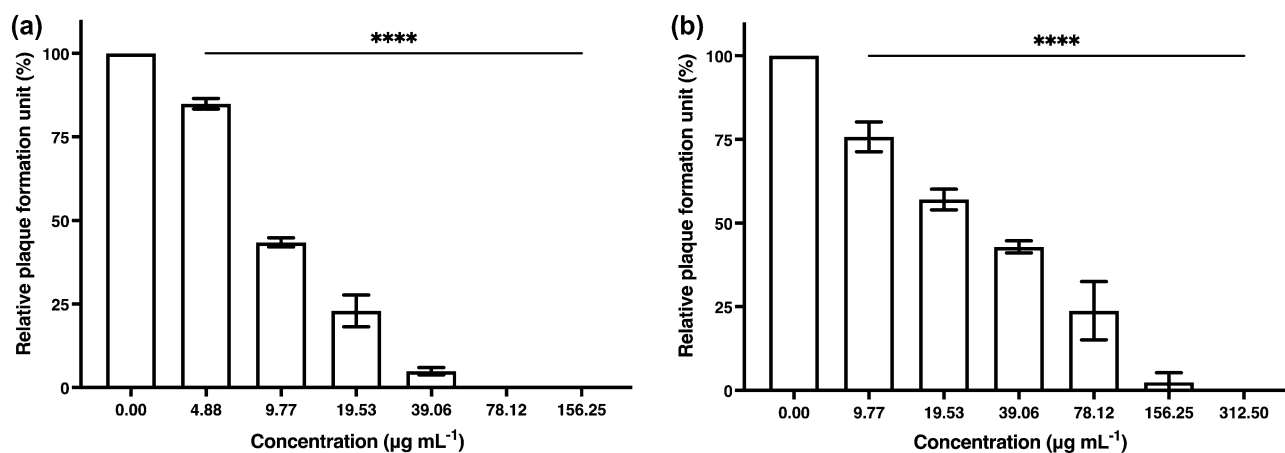 (a)
****
Relative plaque formation unit (%)
100
75
50
25
0
0.00 4.88 9.77 19.53 39.06 78.12 156.25
Concentration (µg mL⁻¹)
(b)
****
Relative plaque formation unit (%)
100
75
50
25
0
0.00 9.77 19.53 39.06 78.12 156.25 312.50
Concentration (µg mL⁻¹)